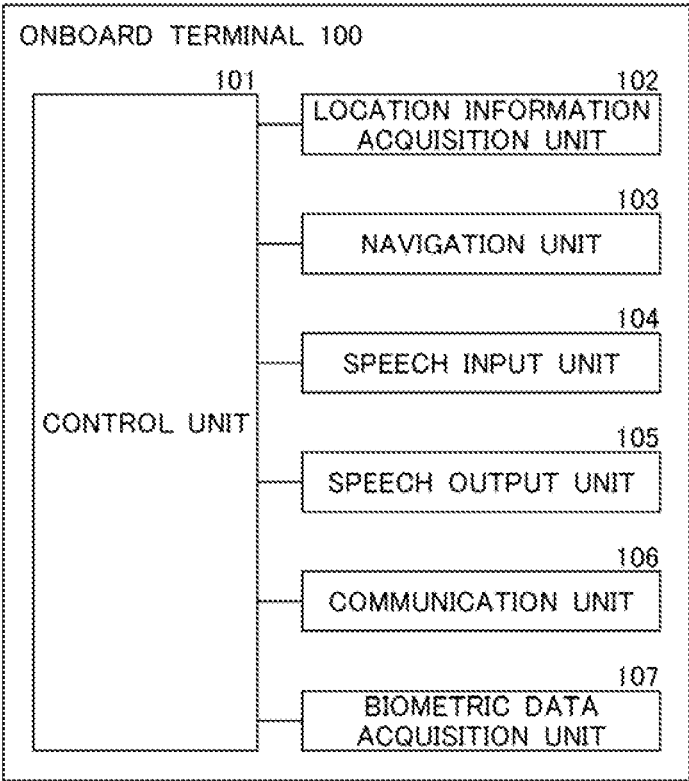 ONBOARD TERMINAL 100
101
CONTROL UNIT
102
LOCATION INFORMATION
ACQUISITION UNIT
103
NAVIGATION UNIT
104
SPEECH INPUT UNIT
105
SPEECH OUTPUT UNIT
106
COMMUNICATION UNIT
107
BIOMETRIC DATA
ACQUISITION UNIT